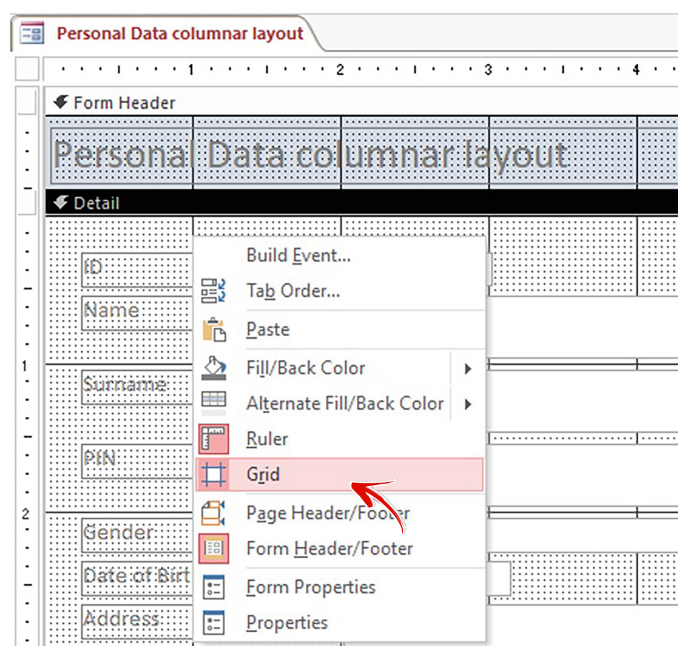 Personal Data columnar layout
1 2 3 4
Form Header
Personal Data columnar layout
Detail
ID
Name
1
Surname
PIN
2
Gender
Date of Birt
Address
Build Event...
Tab Order...
Paste
Fill/Back Color
Alternate Fill/Back Color
Ruler
Grid
Page Header/Footer
Form Header/Footer
Form Properties
Properties